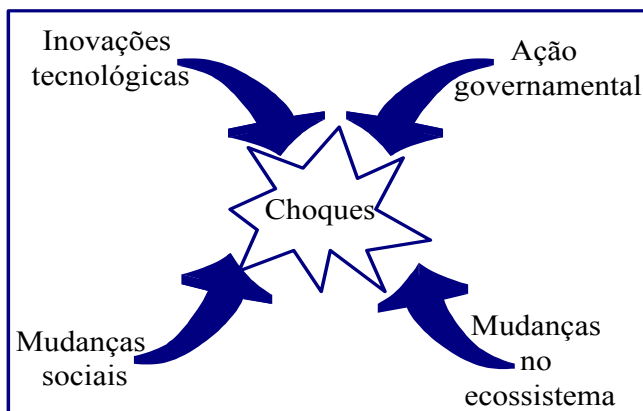 Inovações
tecnológicas
Ação
governamental
Choques
Mudanças
sociais
Mudanças
no
ecossistema